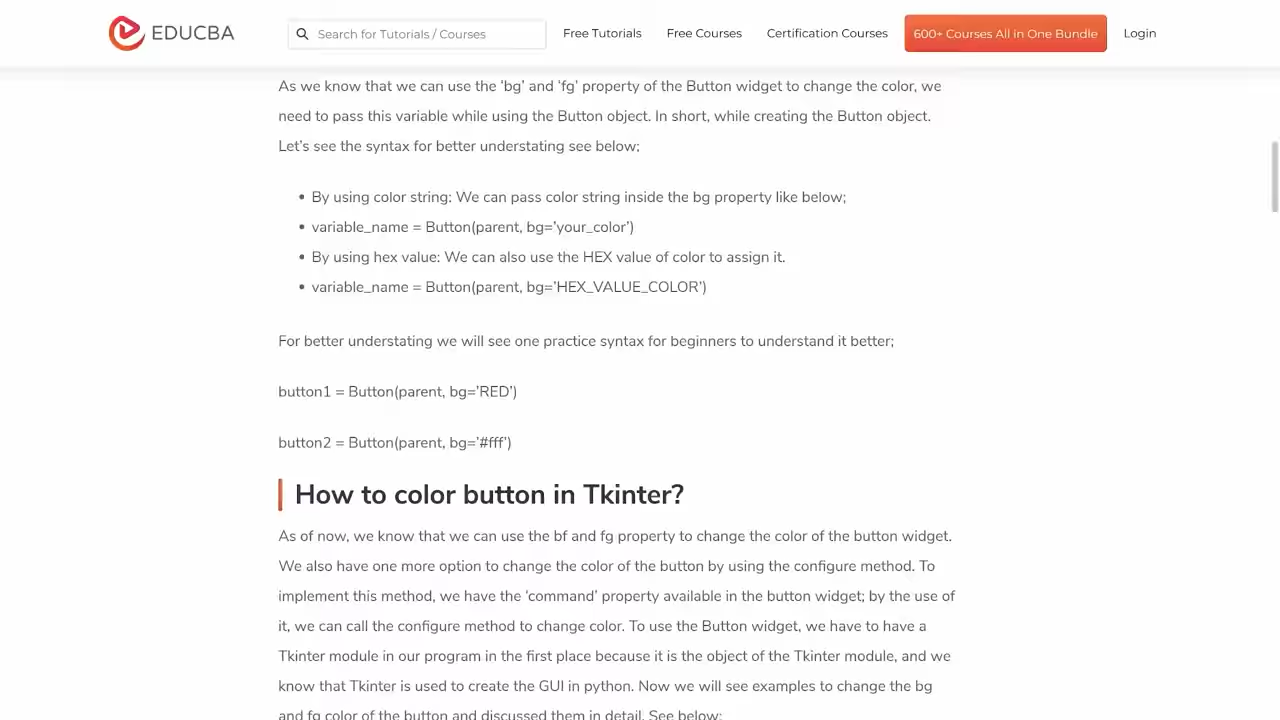 EDUCBA
Search for Tutorials / Courses
Free Tutorials
Free Courses
Certification Courses
600+ Courses All in One Bundle
Login
As we know that we can use the ‘bg’ and ‘fg’ property of the Button widget to change the color, we
need to pass this variable while using the Button object. In short, while creating the Button object.
Let’s see the syntax for better understating see below;
• By using color string: We can pass color string inside the bg property like below;
• variable_name = Button(parent, bg=’your_color’)
• By using hex value: We can also use the HEX value of color to assign it.
• variable_name = Button(parent, bg=’HEX_VALUE_COLOR’)
For better understating we will see one practice syntax for beginners to understand it better;
button1 = Button(parent, bg=’RED’)
button2 = Button(parent, bg=’#fff’)
How to color button in Tkinter?
As of now, we know that we can use the bf and fg property to change the color of the button widget.
We also have one more option to change the color of the button by using the configure method. To
implement this method, we have the ‘command’ property available in the button widget; by the use of
it, we can call the configure method to change color. To use the Button widget, we have to have a
Tkinter module in our program in the first place because it is the object of the Tkinter module, and we
know that Tkinter is used to create the GUI in python. Now we will see examples to change the bg
and fg color of the button and discussed them in detail. See below: